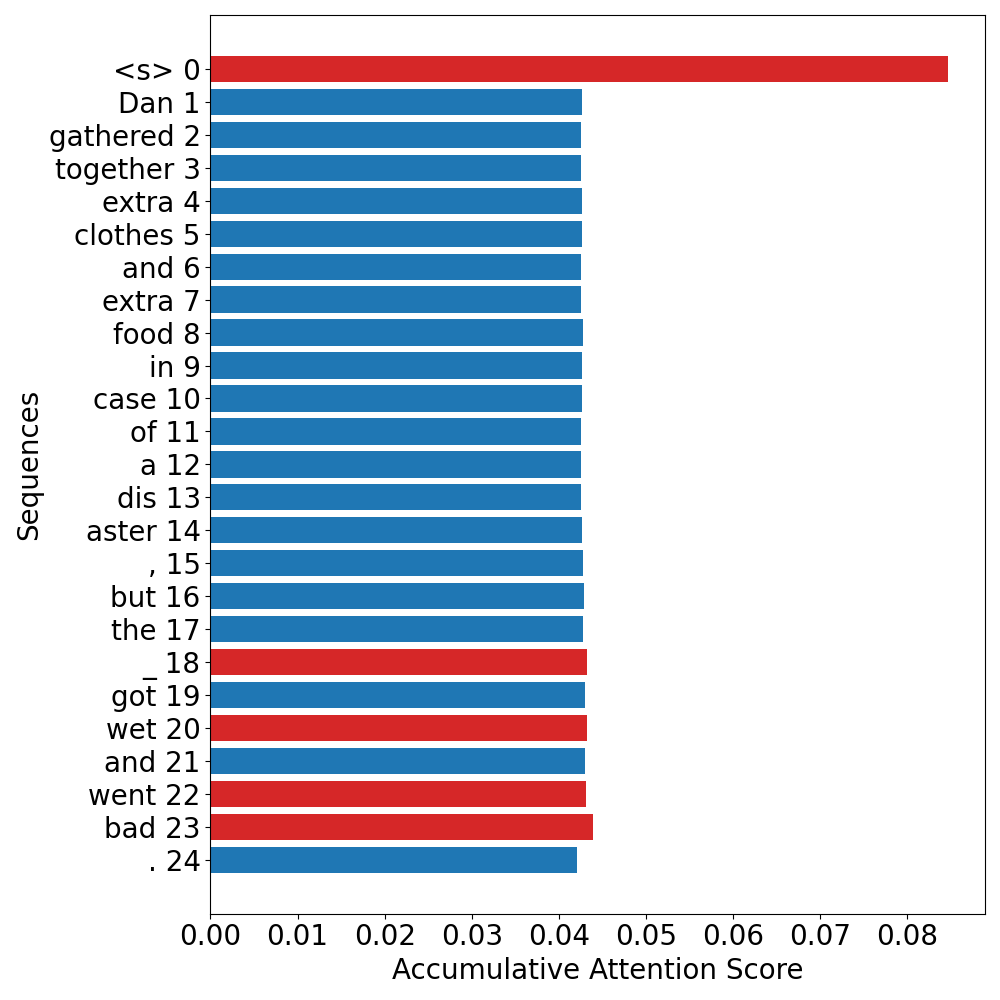 <s> 0
Dan 1
gathered 2
together 3
extra 4
clothes 5
and 6
extra 7
food 8
in 9
case 10
of 11
a 12
dis 13
aster 14
, 15
but 16
the 17
_ 18
got 19
wet 20
and 21
went 22
bad 23
. 24
Sequences
0.00 0.01 0.02 0.03 0.04 0.05 0.06 0.07 0.08
Accumulative Attention Score